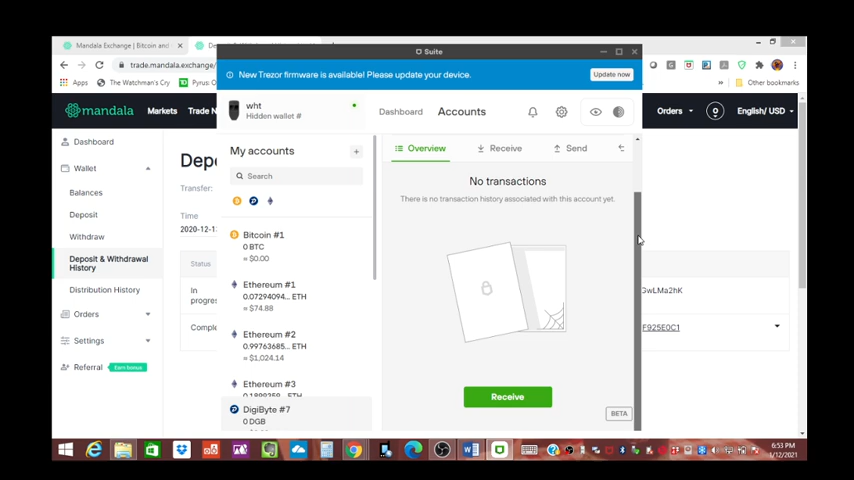 Mandala Exchange | Bitcoin and
Suite
trade.mandala.exchange/
New Trezor firmware is available! Please update your device.
Update now
Apps
The Watchman's Cry
Other bookmarks
mandala
Markets
Trade N
wht
Hidden wallet #
Dashboard
Accounts
Orders
English/ USD
Dashboard
Wallet
Balances
Deposit
Withdraw
Deposit & Withdrawal
History
Distribution History
Orders
Settings
Referral
Earn bonus
Transfer:
Time
Status
In
progres
My accounts
+
Search
Bitcoin #1
0 BTC
≈ $0.00
Ethereum #1
0.07294094... ETH
≈ $74.88
Ethereum #2
0.99763685... ETH
≈ $1,024.14
Ethereum #3
DigiByte #7
0 DGB
Overview
Receive
Send
No transactions
There is no transaction history associated with this account yet.
Receive
BETA
GwLMa2hK
F925E0C1
6:53 PM
1/12/2021